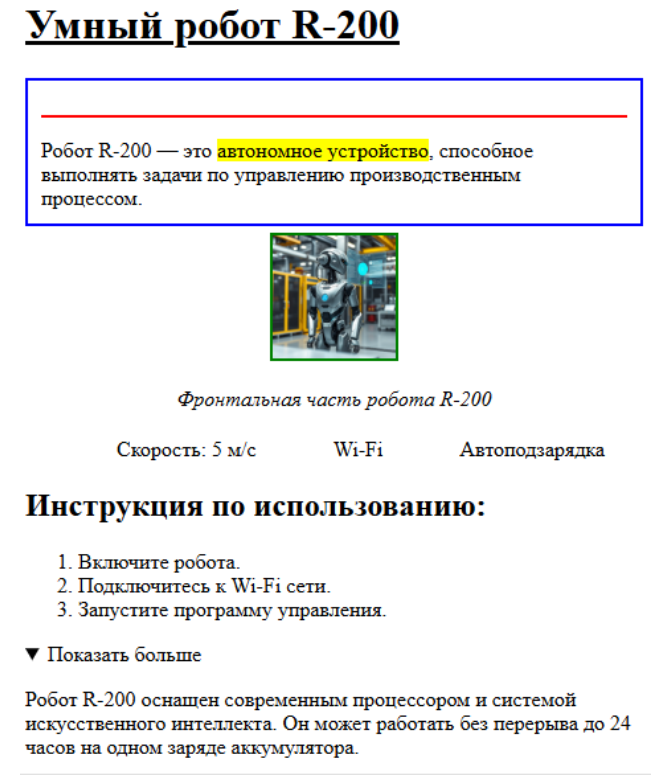 Умный робот R-200
Робот R-200 — это автономное устройство, способное
выполнять задачи по управлению производственным
процессом.
Фронтальная часть робота R-200
Скорость: 5 м/с Wi-Fi Автоподзарядка
Инструкция по использованию:
1. Включите робота.
2. Подключитесь к Wi-Fi сети.
3. Запустите программу управления.
▼ Показать больше
Робот R-200 оснащен современным процессором и системой
искусственного интеллекта. Он может работать без перерыва до 24
часов на одном заряде аккумулятора.